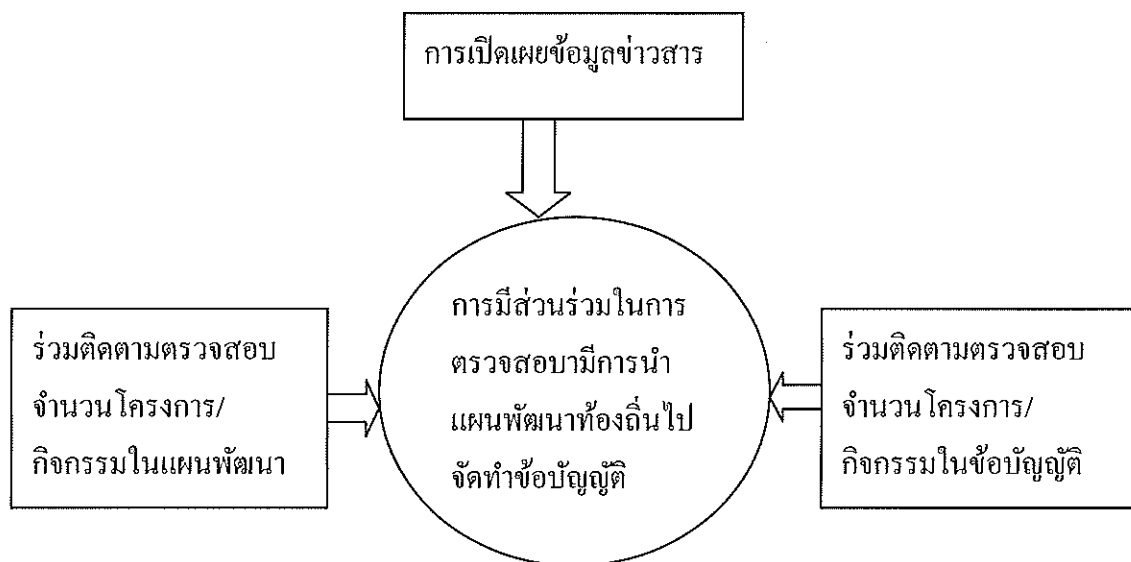 การเปิดเผยข้อมูลข่าวสาร
การมีส่วนร่วมในการ
ตรวจสอบามีการนำ
แผนพัฒนาท้องถิ่นไป
จัดทำข้อบัญญัติ
ร่วมติดตามตรวจสอบ
จำนวนโครงการ/
กิจกรรมในแผนพัฒนา
ร่วมติดตามตรวจสอบ
จำนวนโครงการ/
กิจกรรมในข้อบัญญัติ